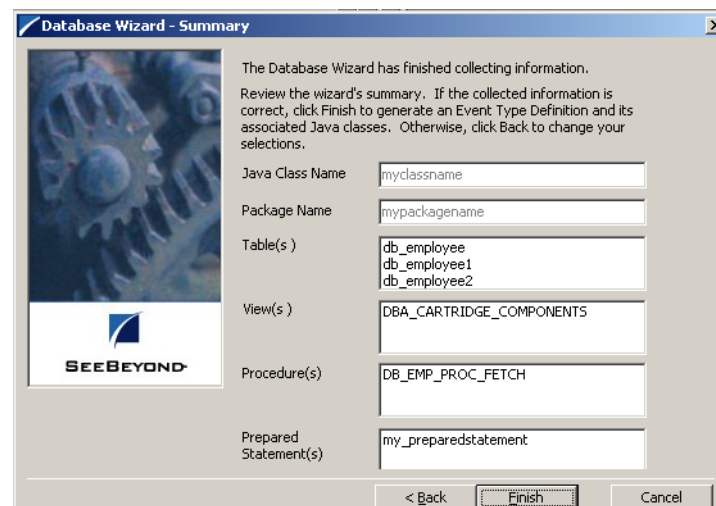 Database Wizard - Summary
The Database Wizard has finished collecting information.
Review the wizard's summary. If the collected information is
correct, click Finish to generate an Event Type Definition and its
associated Java classes. Otherwise, click Back to change your
selections.
Java Class Name
myclassname
Package Name
mypackagename
Table(s )
db_employee
db_employee1
db_employee2
View(s )
DBA_CARTRIDGE_COMPONENTS
SEEBEYOND
Procedure(s)
DB_EMP_PROC_FETCH
Prepared
Statement(s)
my_preparedstatement
< Back
Finish
Cancel